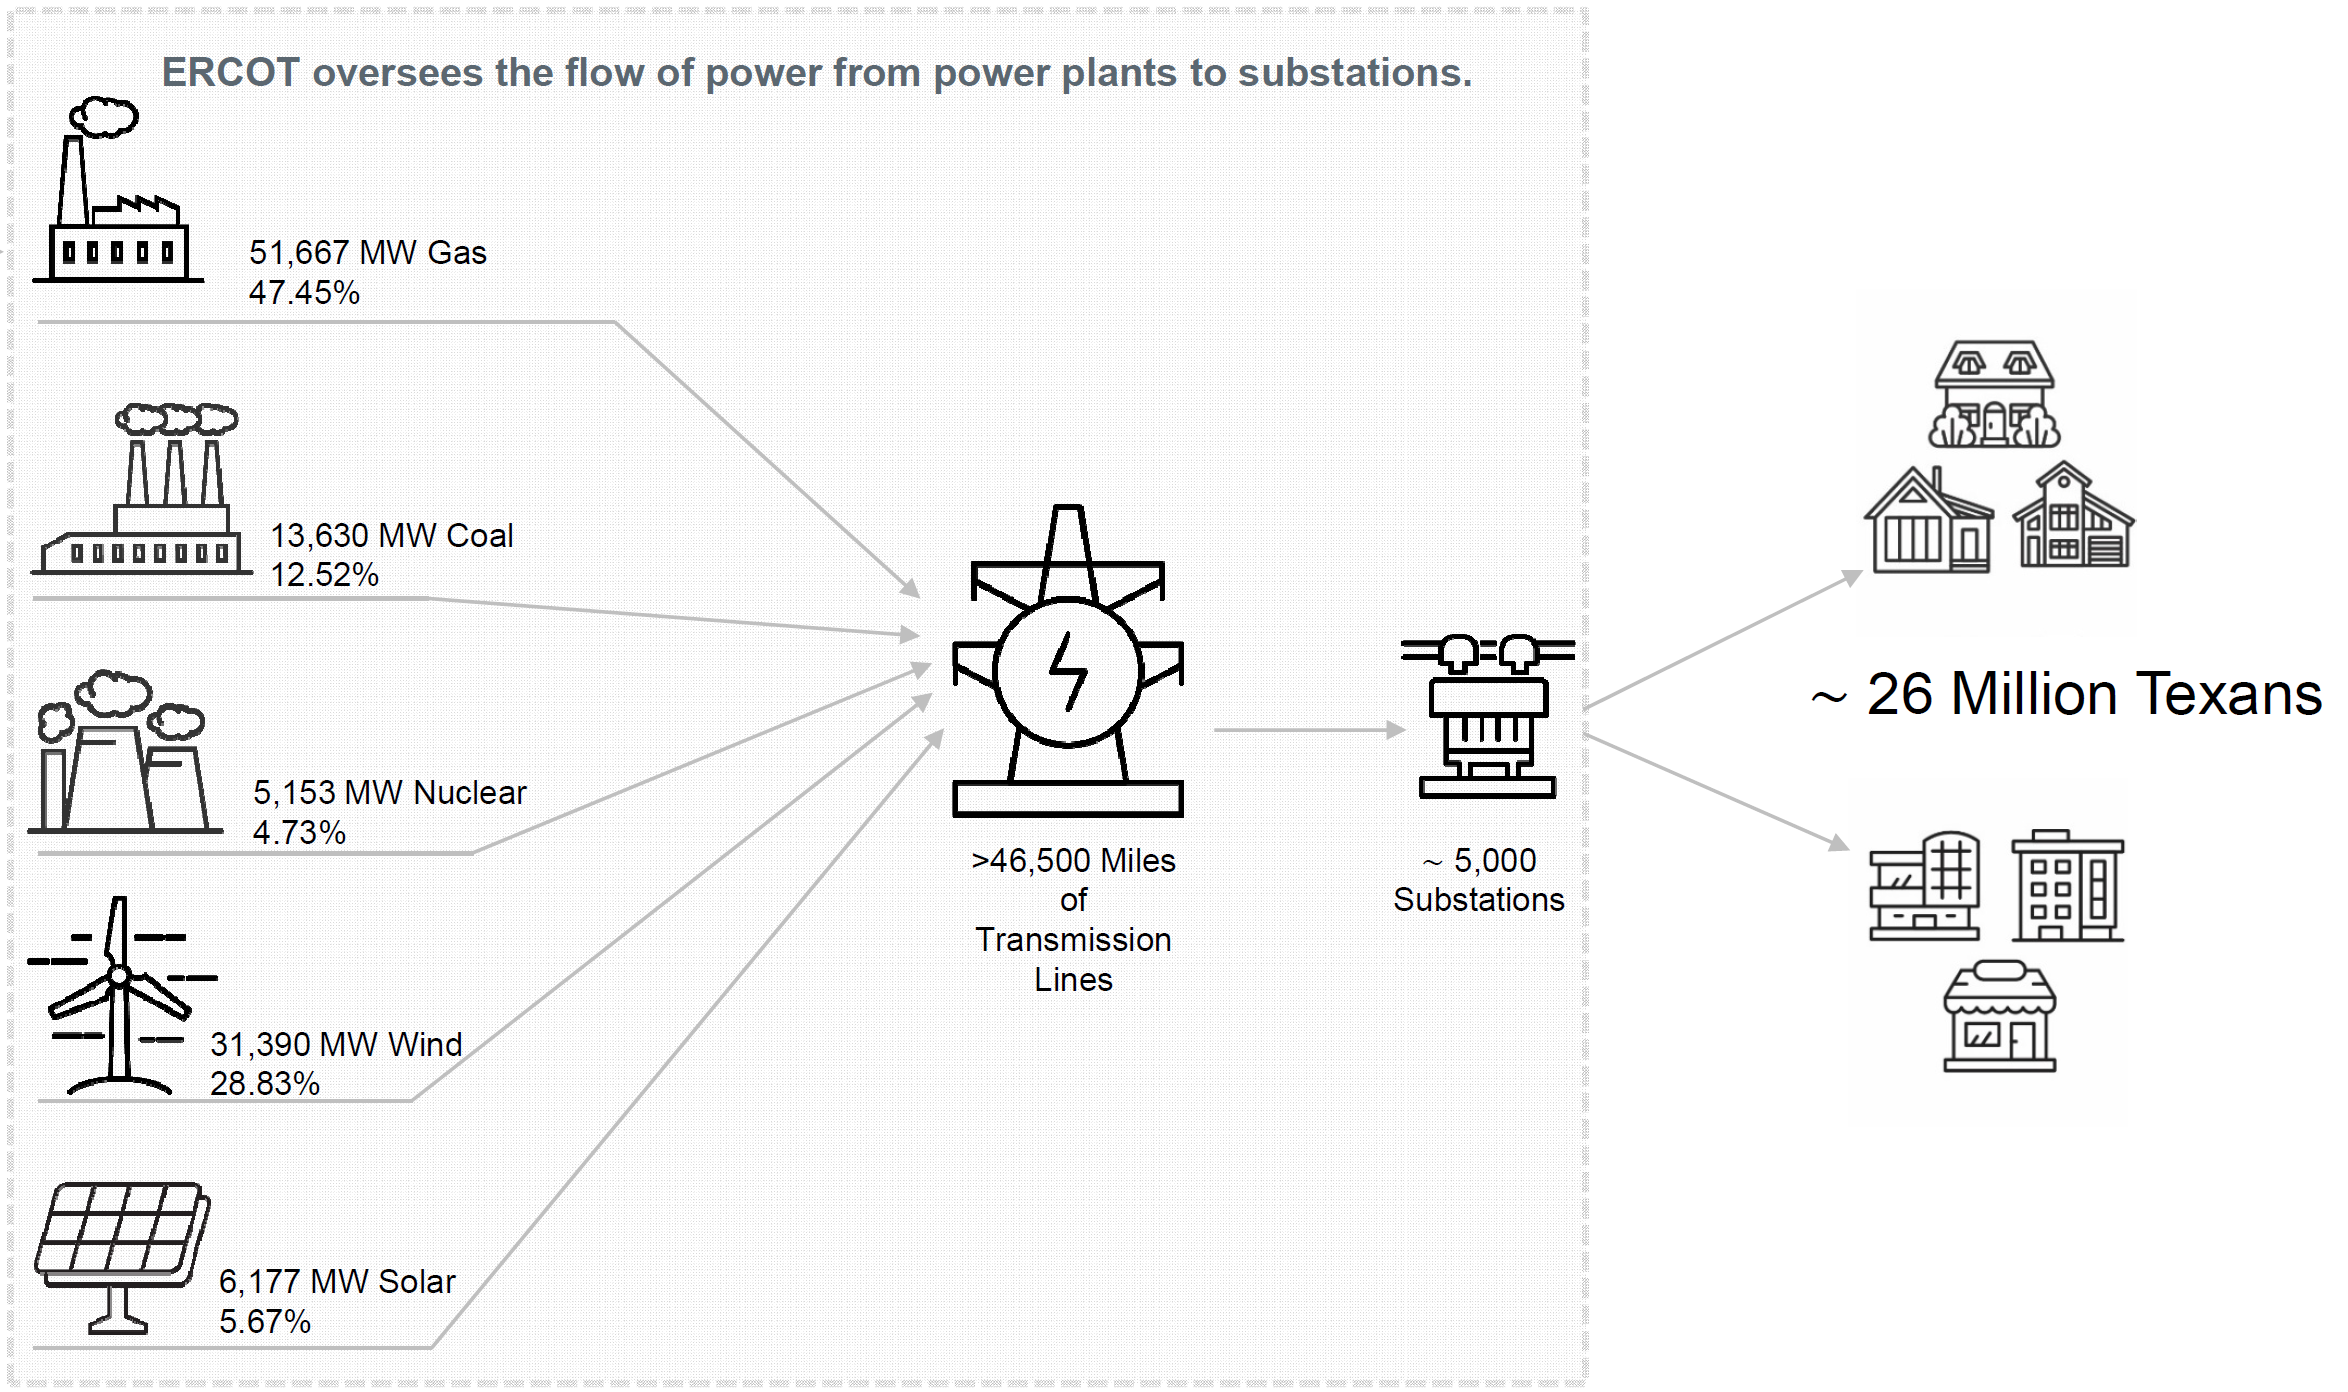 ERCOT oversees the flow of power from power plants to substations.
51,667 MW Gas
47.45%
13,630 MW Coal
12.52%
5,153 MW Nuclear
4.73%
31,390 MW Wind
28.83%
6,177 MW Solar
5.67%
>46,500 Miles
of
Transmission
Lines
~ 5,000
Substations
~ 26 Million Texans